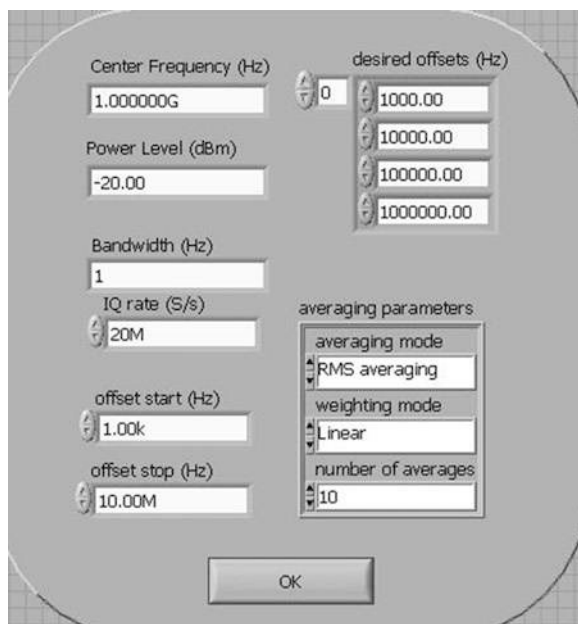 Center Frequency (Hz)
1.000000G
Power Level (dBm)
-20.00
Bandwidth (Hz)
1
IQ rate (S/s)
20M
offset start (Hz)
1.00k
offset stop (Hz)
10.00M
desired offsets (Hz)
0
1000.00
10000.00
100000.00
1000000.00
averaging parameters
averaging mode
RMS averaging
weighting mode
Linear
number of averages
10
OK